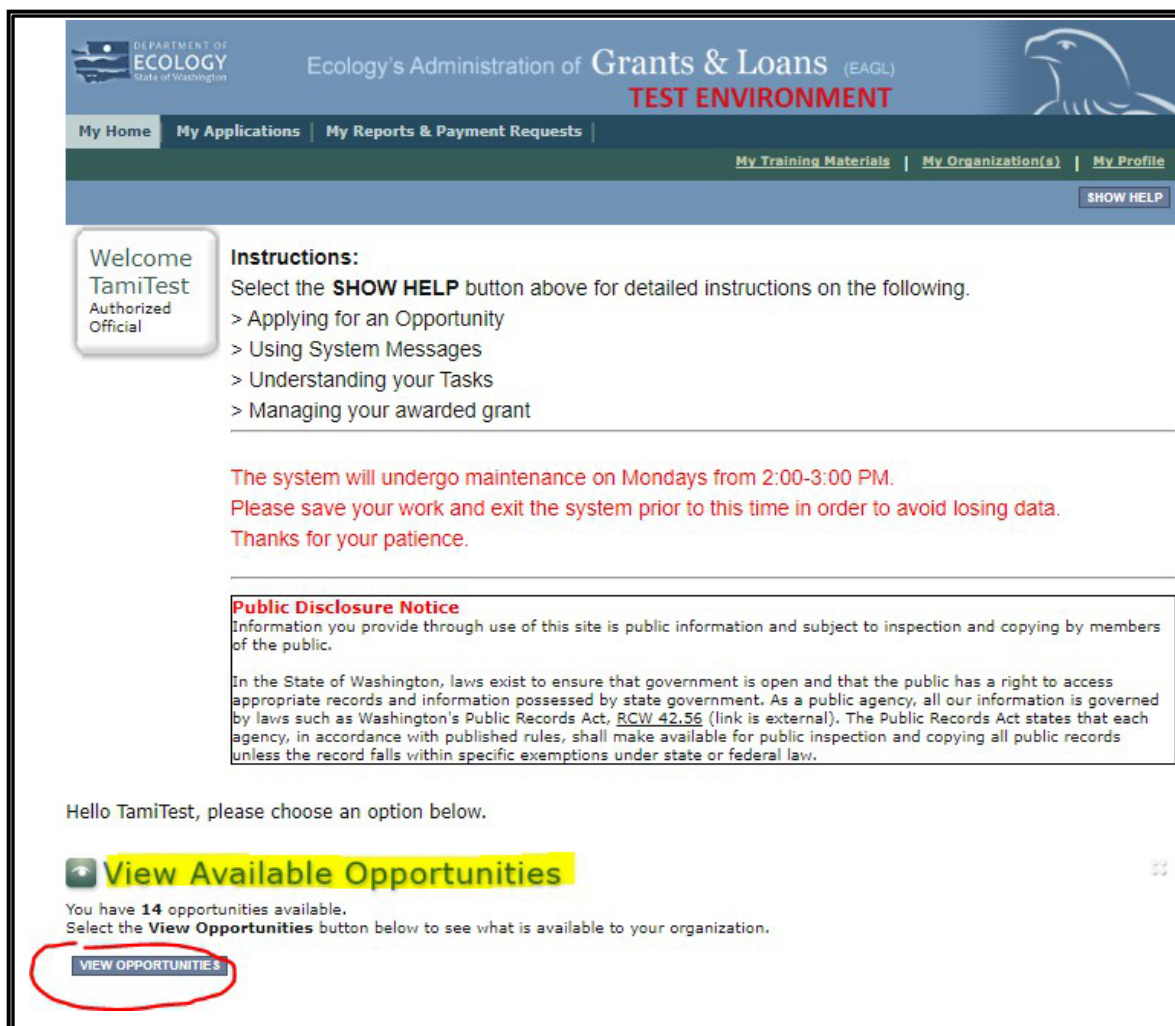 DEPARTMENT OF
ECOLOGY
State of Washington
Ecology's Administration of Grants & Loans (EAGL)
TEST ENVIRONMENT
My Home | My Applications | My Reports & Payment Requests |
My Training Materials | My Organization(s) | My Profile
SHOW HELP
Welcome
TamiTest
Authorized
Official
Instructions:
Select the SHOW HELP button above for detailed instructions on the following.
> Applying for an Opportunity
> Using System Messages
> Understanding your Tasks
> Managing your awarded grant
The system will undergo maintenance on Mondays from 2:00-3:00 PM.
Please save your work and exit the system prior to this time in order to avoid losing data.
Thanks for your patience.
Public Disclosure Notice
Information you provide through use of this site is public information and subject to inspection and copying by members
of the public.
In the State of Washington, laws exist to ensure that government is open and that the public has a right to access
appropriate records and information possessed by state government. As a public agency, all our information is governed
by laws such as Washington's Public Records Act, RCW 42.56 (link is external). The Public Records Act states that each
agency, in accordance with published rules, shall make available for public inspection and copying all public records
unless the record falls within specific exemptions under state or federal law.
Hello TamiTest, please choose an option below.
View Available Opportunities
You have 14 opportunities available.
Select the View Opportunities button below to see what is available to your organization.
VIEW OPPORTUNITIES